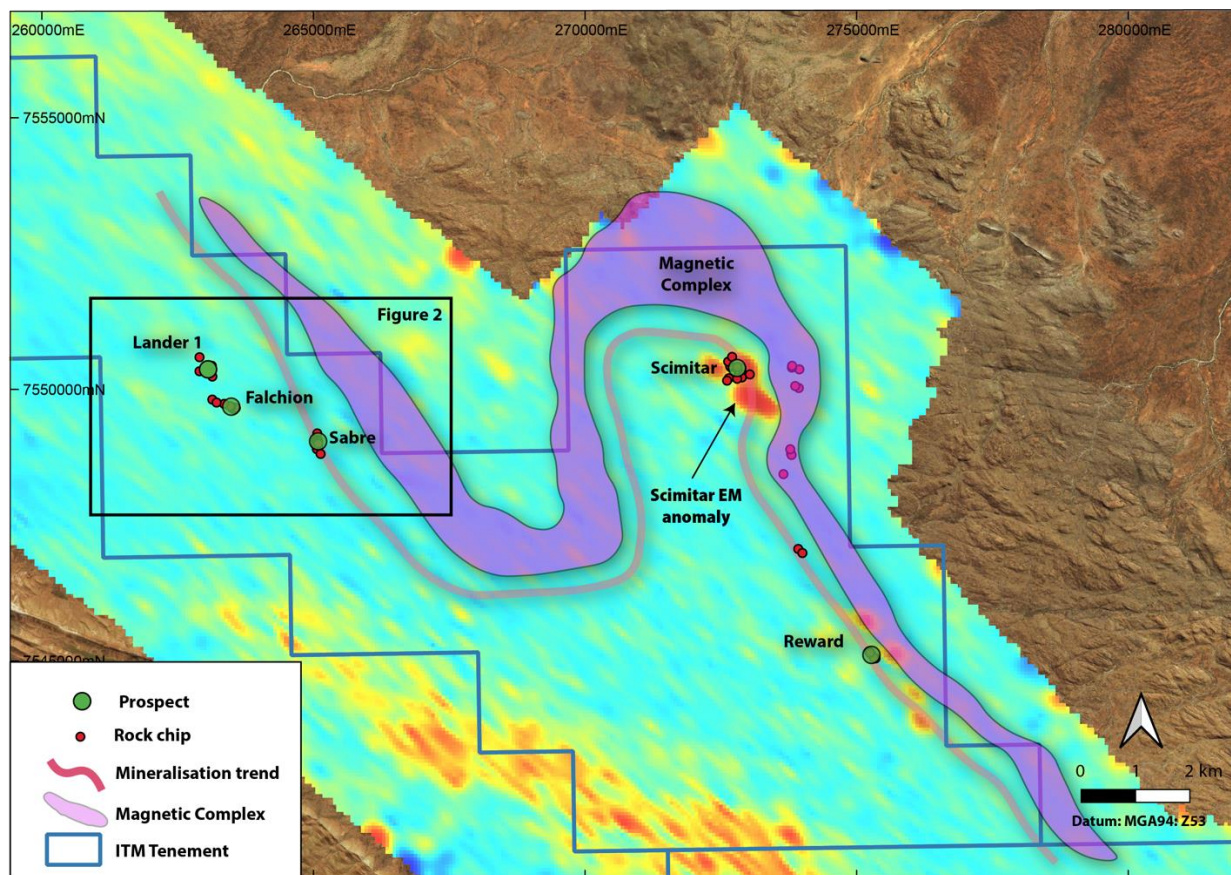 260000mE
265000mE
270000mE
275000mE
280000mE
7555000mN
Magnetic
Complex
Figure 2
Lander 1
Scimitar
7550000mN
Falchion
Sabre
Scimitar EM
anomaly
Reward
7545000mN
Prospect
Rock chip
Mineralisation trend
Magnetic Complex
ITM Tenement
0 1 2 km
Datum: MGA94: Z53